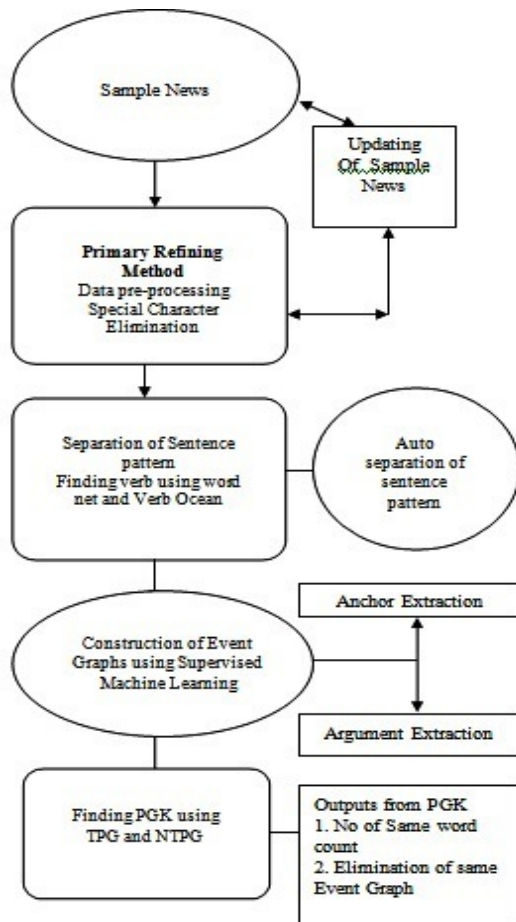 Sample News
Updating
Of Sample
News
Primary Refining
Method
Data pre-processing
Special Character
Elimination
Separation of Sentence
pattern
Finding verb using word
net and Verb Ocean
Auto
separation of
sentence
pattern
Anchor Extraction
Construction of Event
Graphs using Supervised
Machine Learning
Argument Extraction
Finding PGK using
TPG and NTPG
Outputs from PGK
1. No of Same word
count
2. Elimination of same
Event Graph